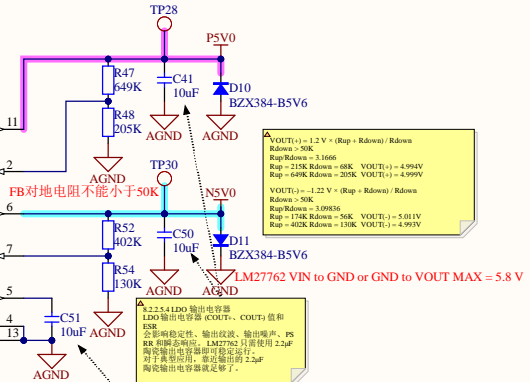 TP28
P5V0
R47
649K
C41
10uF
D10
BZX384-B5V6
11
R48
205K
AGND
AGND
AGND
2
VOUT(+) = 1.2 V × (Rup + Rdown) / Rdown
Rdown > 50K
Rup/Rdown = 3.1666
Rup = 215K Rdown = 68K VOUT(+) = 4.994V
Rup = 649K Rdown = 205K VOUT(+) = 4.999V
VOUT(-) = −1.22 V × (Rup + Rdown) / Rdown
Rdown > 50K
Rup/Rdown = 3.09836
Rup = 174K Rdown = 56K VOUT(-) = 5.011V
Rup = 402K Rdown = 130K VOUT(-) = 4.993V
TP30
FB对地电阻不能小于50K
N5V0
6
R52
402K
C50
10uF
D11
BZX384-B5V6
7
R54
130K
AGND
AGND
AGND
LM27762 VIN to GND or GND to VOUT MAX = 5.8 V
5
C51
10uF
4
13
AGND
8.2.2.5.4 LDO 输出电容器
LDO 输出电容器 (COUT+、COUT-) 值和
ESR
会影响稳定性、输出纹波、输出噪声、PS
RR 和瞬态响应。LM27762 只需使用 2.2µF
陶瓷输出电容即可稳定运行。
对于典型应用，靠近输出的 2.2µF
陶瓷输出电容器就足够了。